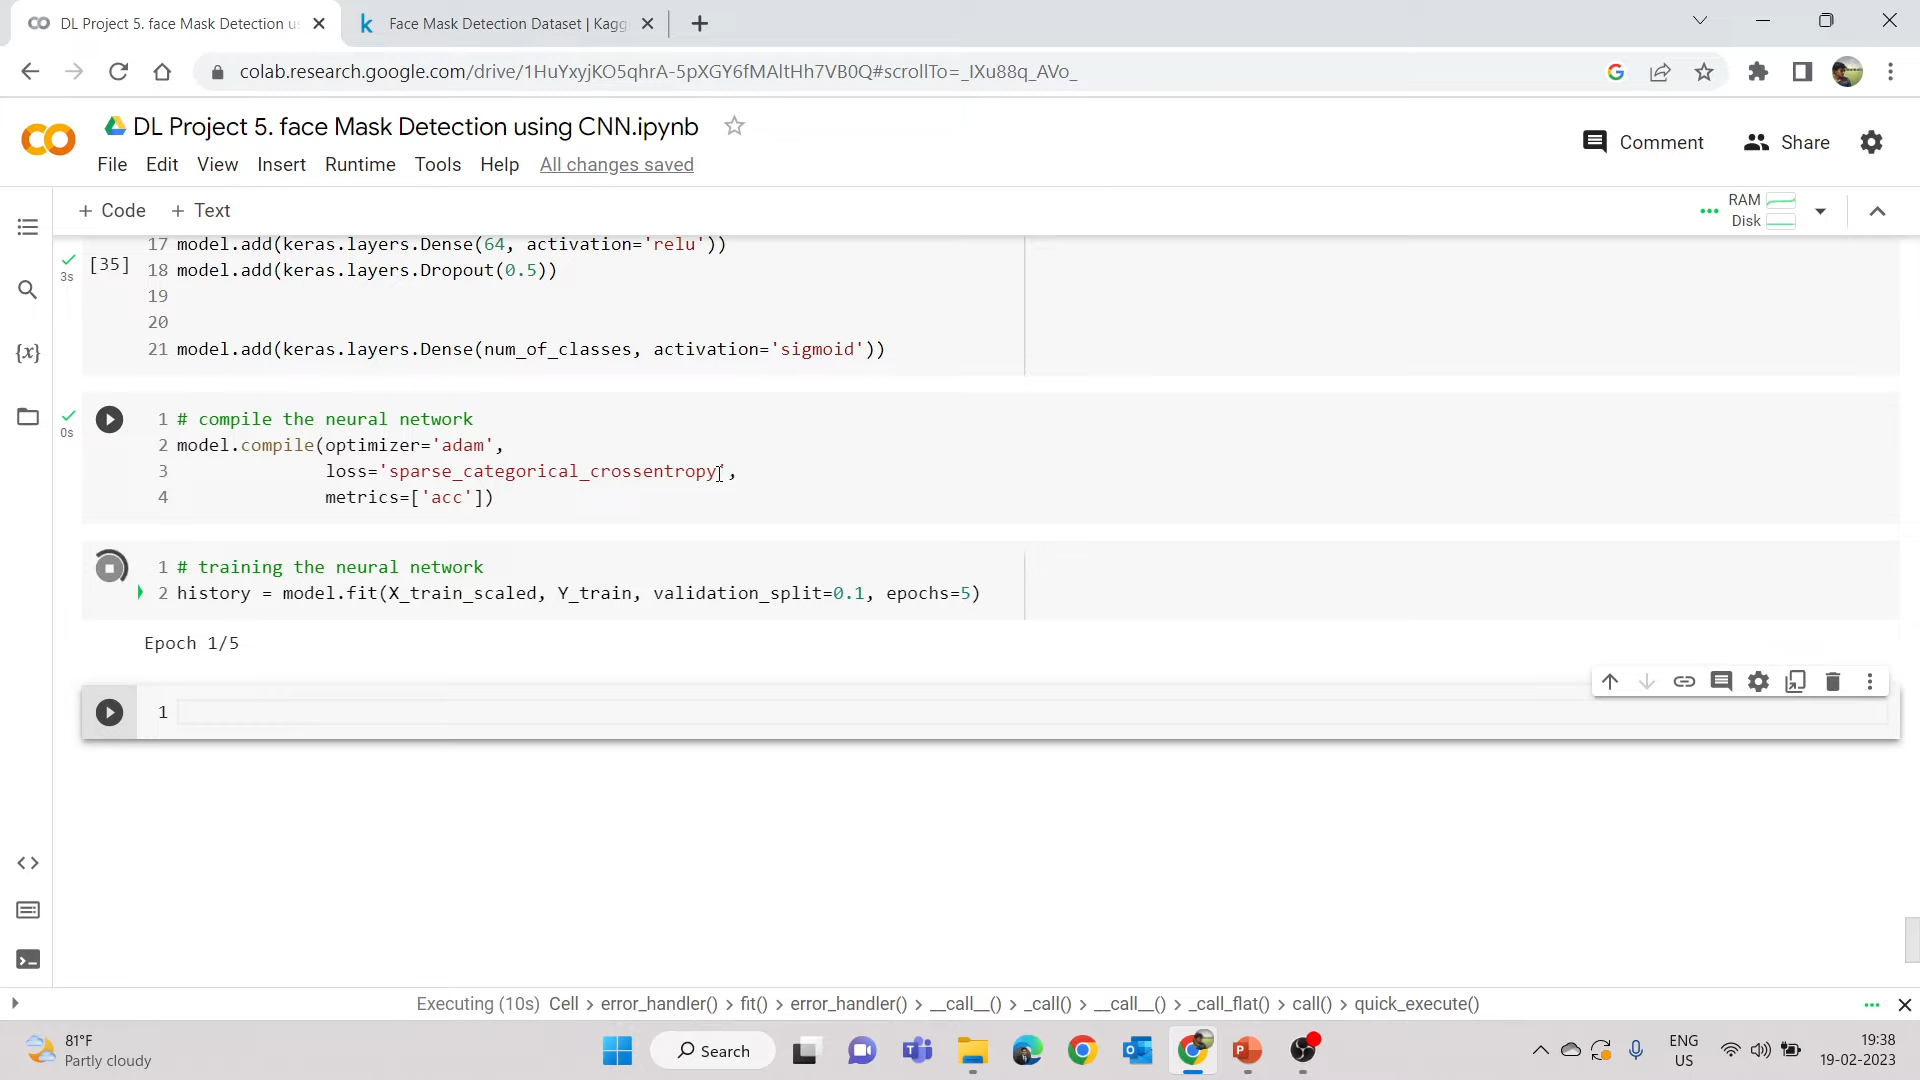 DL Project 5. face Mask Detection us
Face Mask Detection Dataset | Kagg
colab.research.google.com/drive/1HuYxyjKO5qhrA-5pXGY6fMAltHh7VB0Q#scrollTo=_IXu88q_AVo_
DL Project 5. face Mask Detection using CNN.ipynb
Comment
Share
File Edit View Insert Runtime Tools Help All changes saved
+ Code + Text
RAM
Disk
3s
[35]
17 model.add(keras.layers.Dense(64, activation='relu'))
18 model.add(keras.layers.Dropout(0.5))
19
20
21 model.add(keras.layers.Dense(num_of_classes, activation='sigmoid'))
0s
1 # compile the neural network
2 model.compile(optimizer='adam',
3 loss='sparse_categorical_crossentropy',
4 metrics=['acc'])
1 # training the neural network
2 history = model.fit(X_train_scaled, Y_train, validation_split=0.1, epochs=5)
Epoch 1/5
1
Executing (10s) Cell > error_handler() > fit() > error_handler() > __call__() > _call() > __call__() > _call_flat() > call() > quick_execute()
81°F
Partly cloudy
Search
ENG
US
19:38
19-02-2023